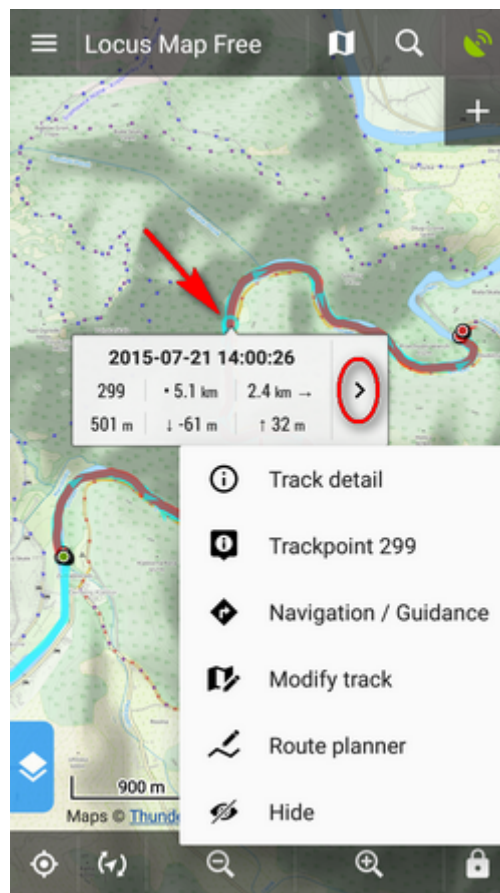 Locus Map Free
2015-07-21 14:00:26
299 • 5.1 km 2.4 km →
501 m ↓ -61 m ↑ 32 m
Track detail
Trackpoint 299
Navigation / Guidance
Modify track
Route planner
Hide
900 m
Maps © Thunde